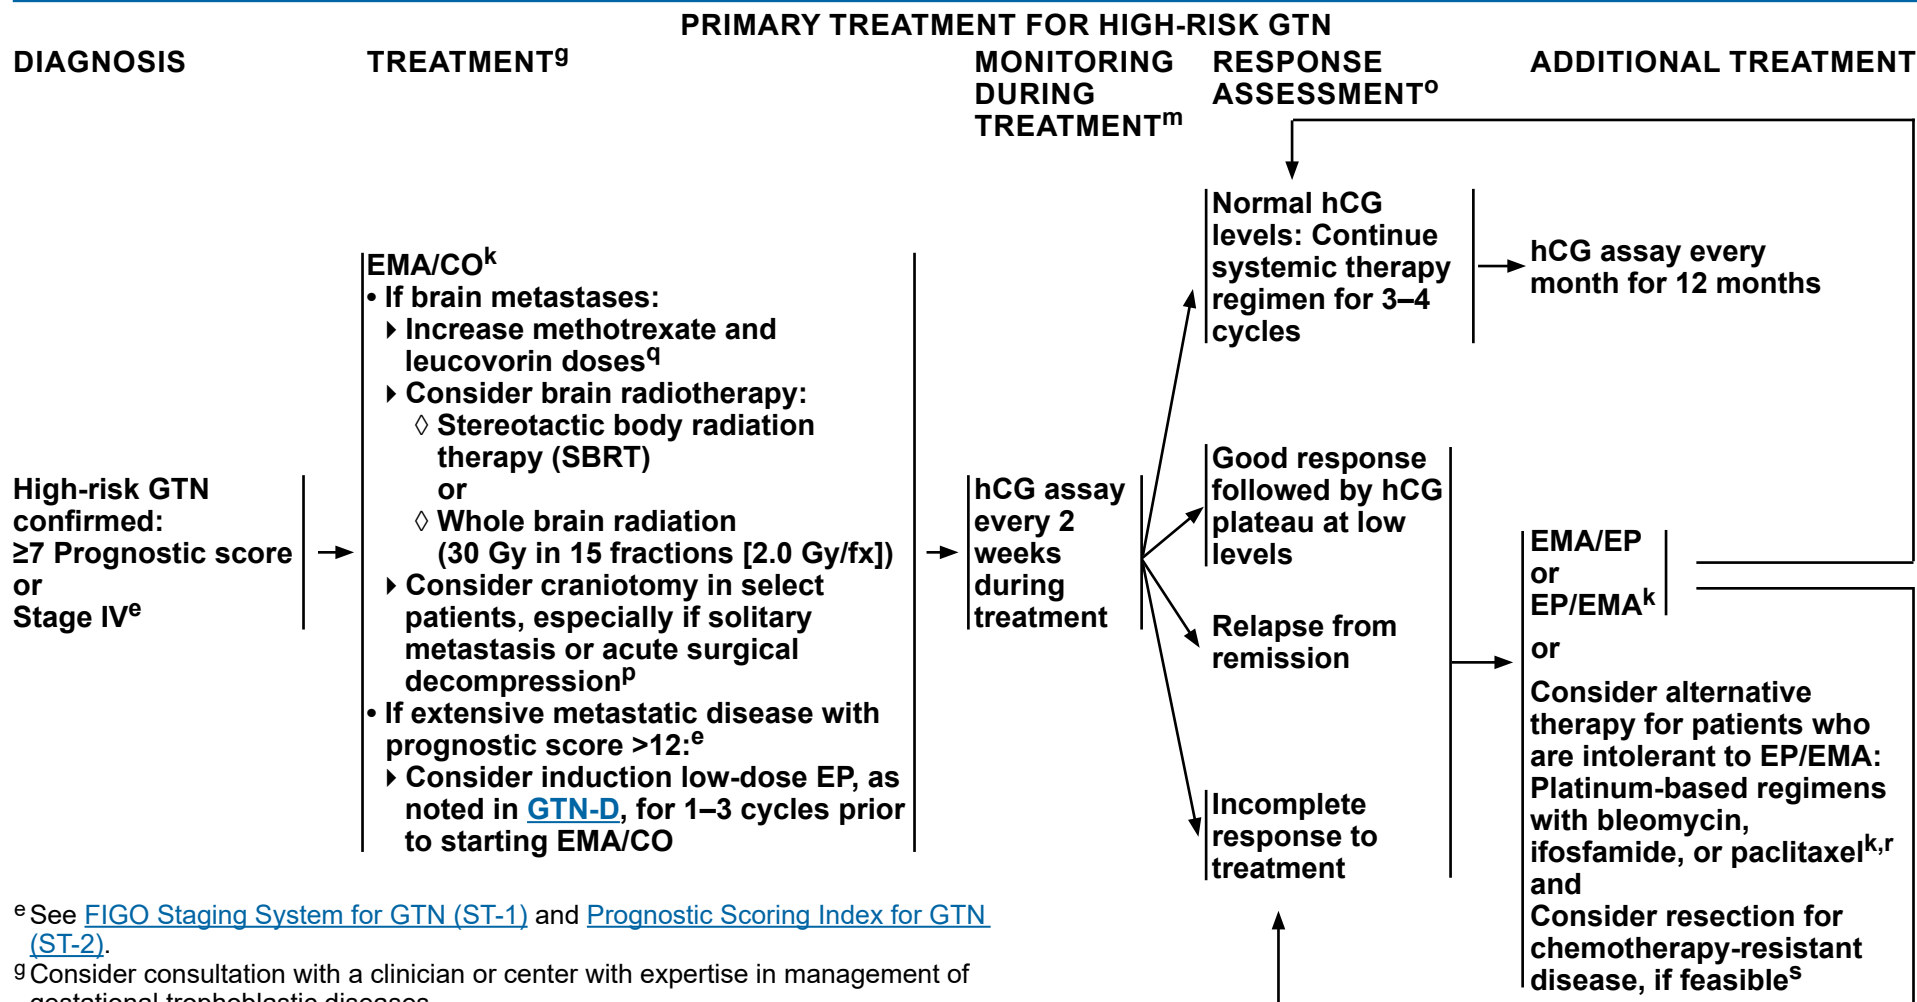 PRIMARY TREATMENT FOR HIGH-RISK GTN
DIAGNOSIS
TREATMENTg
MONITORING
DURING
TREATMENTm
RESPONSE
ASSESSMENTo
ADDITIONAL TREATMENT
High-risk GTN
confirmed:
≥7 Prognostic score
or
Stage IVe
EMA/COk
• If brain metastases:
Increase methotrexate and
leucovorin dosesq
Consider brain radiotherapy:
◊ Stereotactic body radiation
therapy (SBRT)
or
◊ Whole brain radiation
(30 Gy in 15 fractions [2.0 Gy/fx])
Consider craniotomy in select
patients, especially if solitary
metastasis or acute surgical
decompressionp
• If extensive metastatic disease with
prognostic score >12:e
Consider induction low-dose EP, as
noted in GTN-D, for 1–3 cycles prior
to starting EMA/CO
hCG assay
every 2
weeks
during
treatment
Normal hCG
levels: Continue
systemic therapy
regimen for 3–4
cycles
hCG assay every
month for 12 months
Good response
followed by hCG
plateau at low
levels
Relapse from
remission
Incomplete
response to
treatment
EMA/EP
or
EP/EMAk
or
Consider alternative
therapy for patients who
are intolerant to EP/EMA:
Platinum-based regimens
with bleomycin,
ifosfamide, or paclitaxelk,r
and
Consider resection for
chemotherapy-resistant
disease, if feasibles
e See FIGO Staging System for GTN (ST-1) and Prognostic Scoring Index for GTN
(ST-2).
g Consider consultation with a clinician or center with expertise in management of
gestational trophoblastic diseases